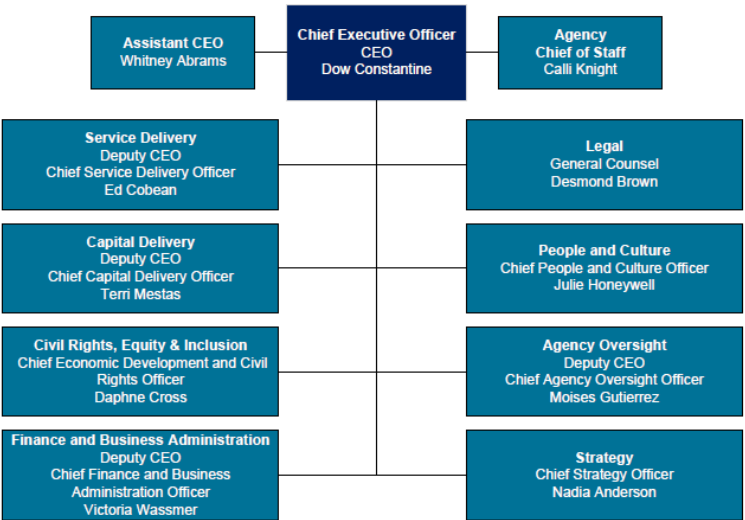 Assistant CEO
Whitney Abrams
Chief Executive Officer
CEO
Dow Constantine
Agency
Chief of Staff
Calli Knight
Service Delivery
Deputy CEO
Chief Service Delivery Officer
Ed Cobean
Legal
General Counsel
Desmond Brown
Capital Delivery
Deputy CEO
Chief Capital Delivery Officer
Terri Mestas
People and Culture
Chief People and Culture Officer
Julie Honeywell
Civil Rights, Equity & Inclusion
Chief Economic Development and Civil
Rights Officer
Daphne Cross
Agency Oversight
Deputy CEO
Chief Agency Oversight Officer
Moises Gutierrez
Finance and Business Administration
Deputy CEO
Chief Finance and Business
Administration Officer
Victoria Wassmer
Strategy
Chief Strategy Officer
Nadia Anderson